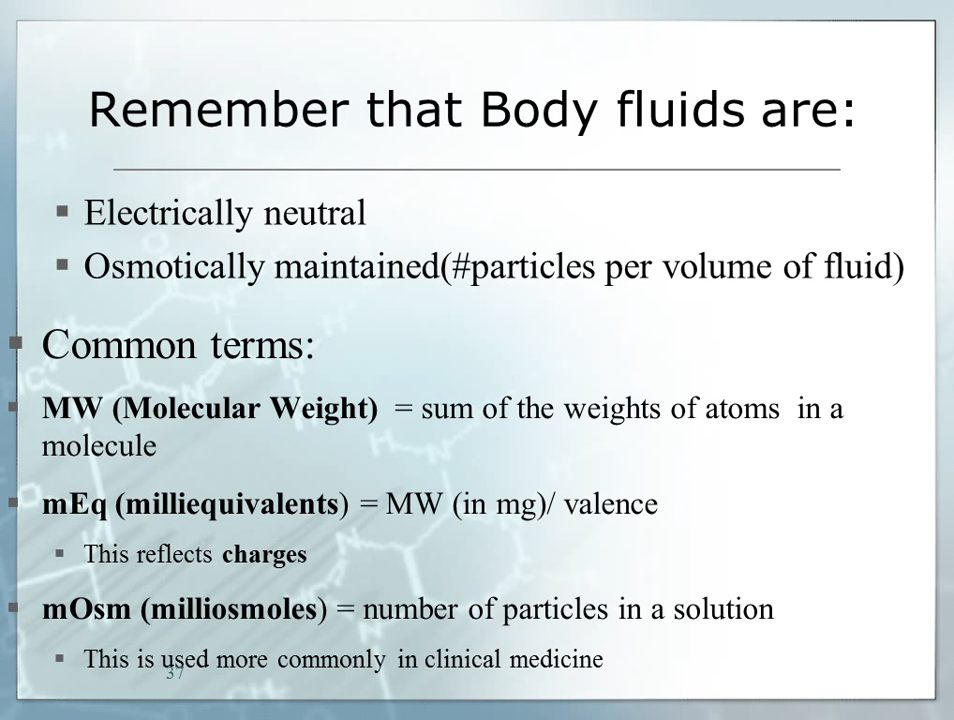 Remember that Body fluids are:
▪ Electrically neutral
▪ Osmotically maintained(#particles per volume of fluid)
▪ Common terms:
▪ MW (Molecular Weight)  = sum of the weights of atoms  in a
molecule
▪ mEq (milliequivalents) = MW (in mg)/ valence
▪ This reflects charges
▪ mOsm (milliosmoles) = number of particles in a solution
▪ This is used more commonly  in clinical medicine
37